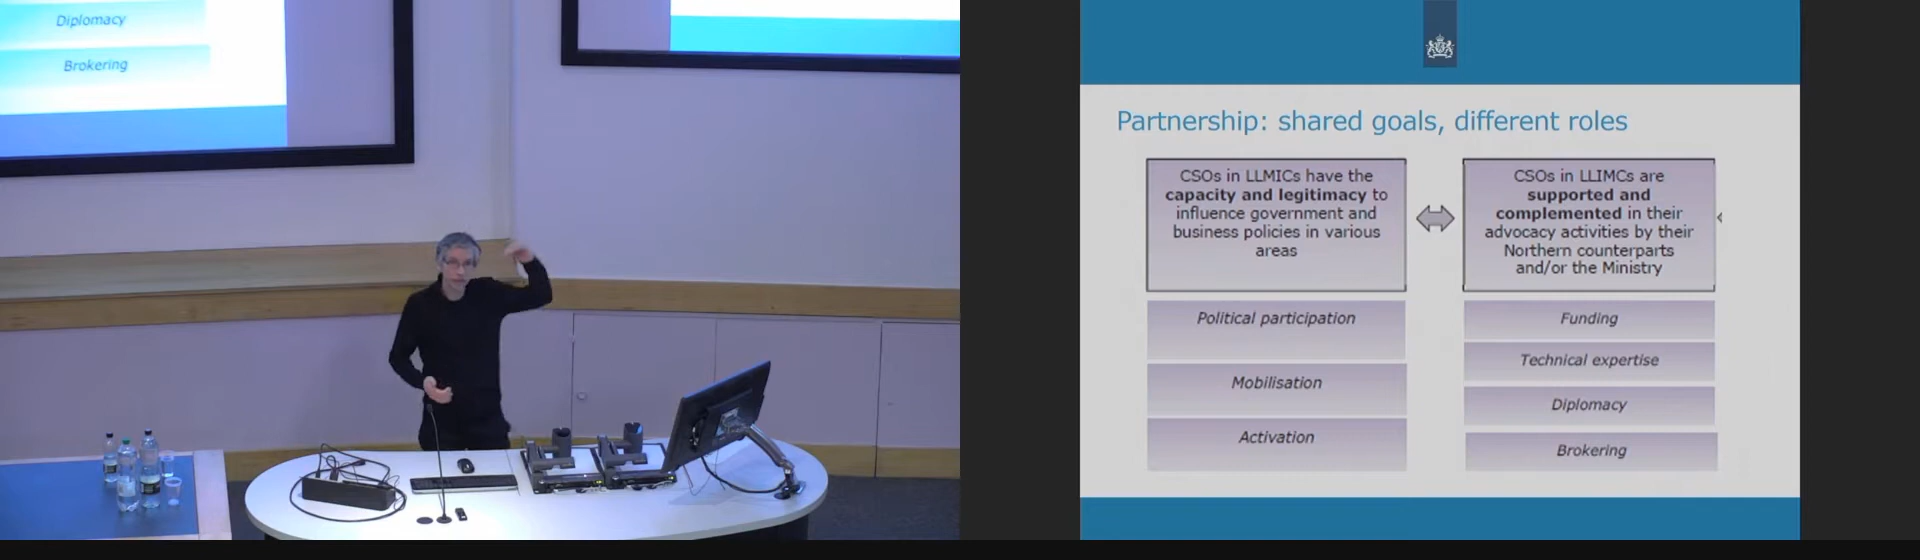 Diplomacy
Brokering
Partnership: shared goals, different roles
CSOs in LLMICs have the
capacity and legitimacy to
influence government and
business policies in various
areas
CSOs in LLIMCs are
supported and
complemented in their
advocacy activities by their
Northern counterparts
and/or the Ministry
Political participation
Mobilisation
Activation
Funding
Technical expertise
Diplomacy
Brokering